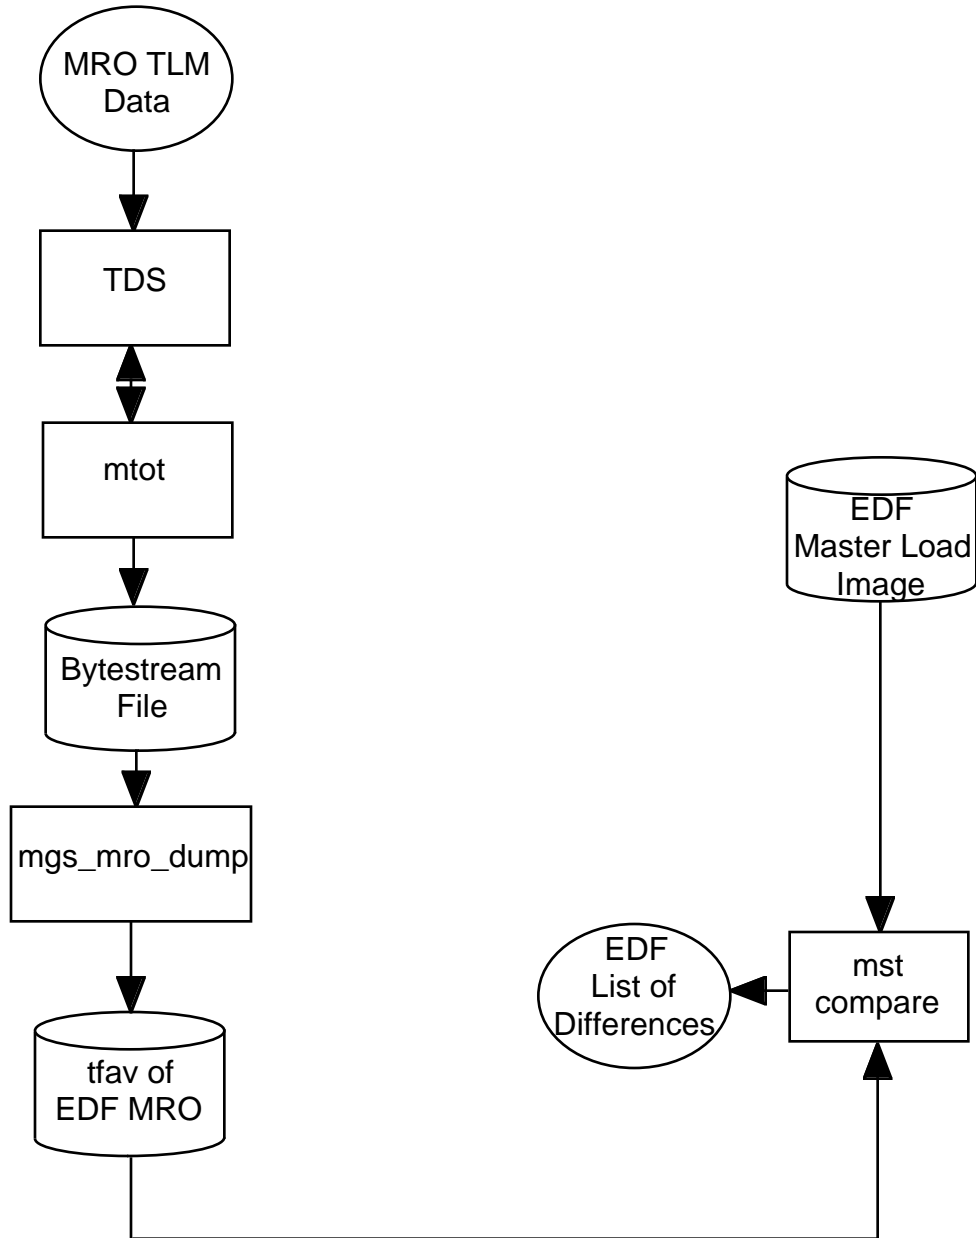 MRO TLM
Data
TDS
mtot
Bytestream
File
mgs_mro_dump
tfav of
EDF MRO
EDF
Master Load
Image
mst
compare
EDF
List of
Differences